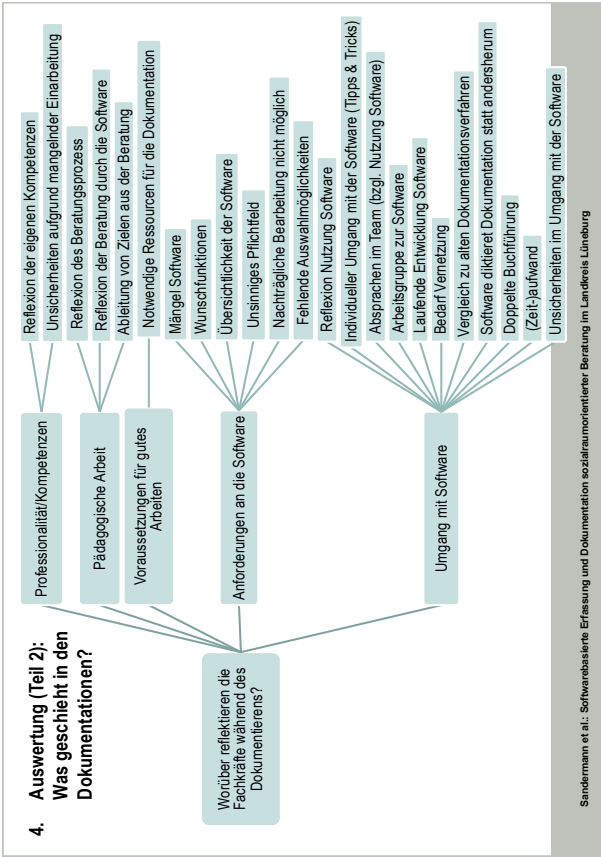 4. Auswertung (Teil 2):
Was geschieht in den
Dokumentationen?
Worüber reflektieren die
Fachkräfte während des
Dokumentierens?
Professionalität/Kompetenzen
Reflexion der eigenen Kompetenzen
Unsicherheiten aufgrund mangelnder Einarbeitung
Pädagogische Arbeit
Reflexion des Beratungsprozess
Reflexion der Beratung durch die Software
Ableitung von Zielen aus der Beratung
Voraussetzungen für gutes
Arbeiten
Notwendige Ressourcen für die Dokumentation
Anforderungen an die Software
Mängel Software
Wunschfunktionen
Übersichtlichkeit der Software
Unsinniges Pflichtfeld
Nachträgliche Bearbeitung nicht möglich
Fehlende Auswahlmöglichkeiten
Umgang mit Software
Reflexion Nutzung Software
Individueller Umgang mit der Software (Tipps & Tricks)
Absprachen im Team (bzgl. Nutzung Software)
Arbeitsgruppe zur Software
Laufende Entwicklung Software
Bedarf Vernetzung
Vergleich zu alten Dokumentationsverfahren
Software diktieret Dokumentation statt andersherum
Doppelte Buchführung
(Zeit-)aufwand
Unsicherheiten im Umgang mit der Software
Sandermann et al.: Softwarebasierte Erfassung und Dokumentation sozialraumorientierter Beratung im Landkreis Lüneburg